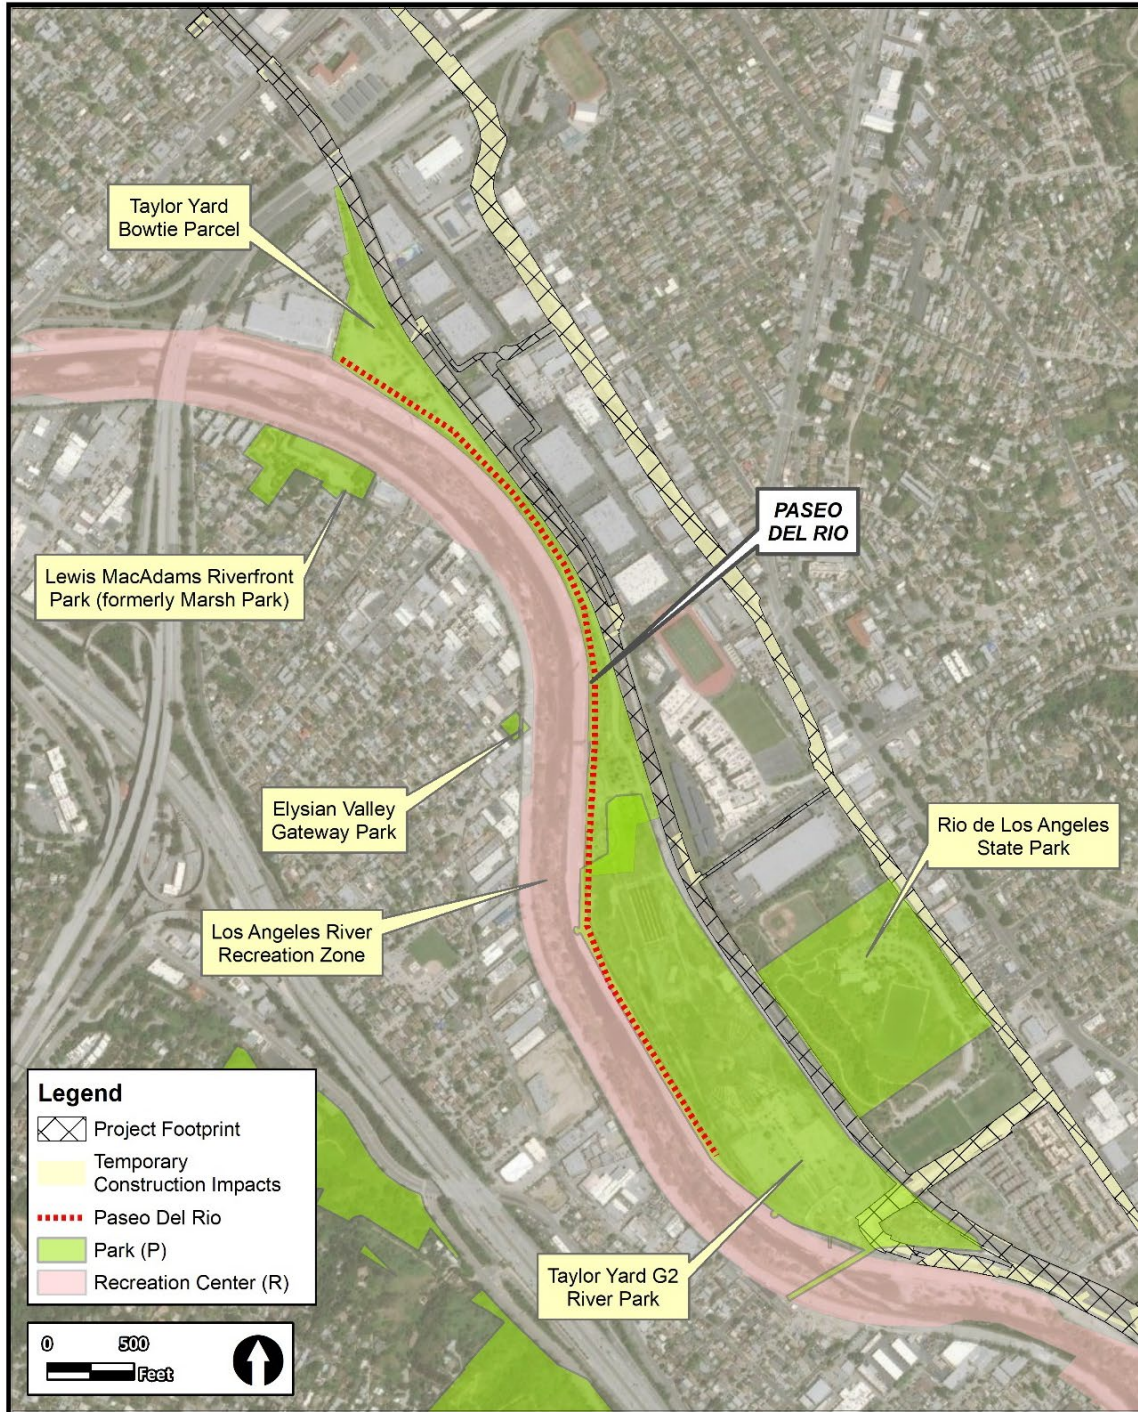 Taylor Yard
Bowtie Parcel
PASEO
DEL RIO
Lewis MacAdams Riverfront
Park (formerly Marsh Park)
Elysian Valley
Gateway Park
Rio de Los Angeles
State Park
Los Angeles River
Recreation Zone
Taylor Yard G2
River Park
Legend
Project Footprint
Temporary
Construction Impacts
Paseo Del Rio
Park (P)
Recreation Center (R)
0 500
Feet